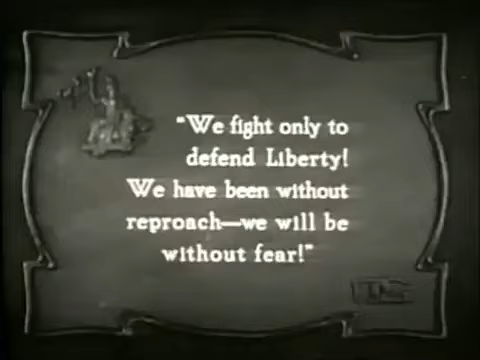 "We fight only to
defend Liberty!
We have been without
reproach—we will be
without fear!"